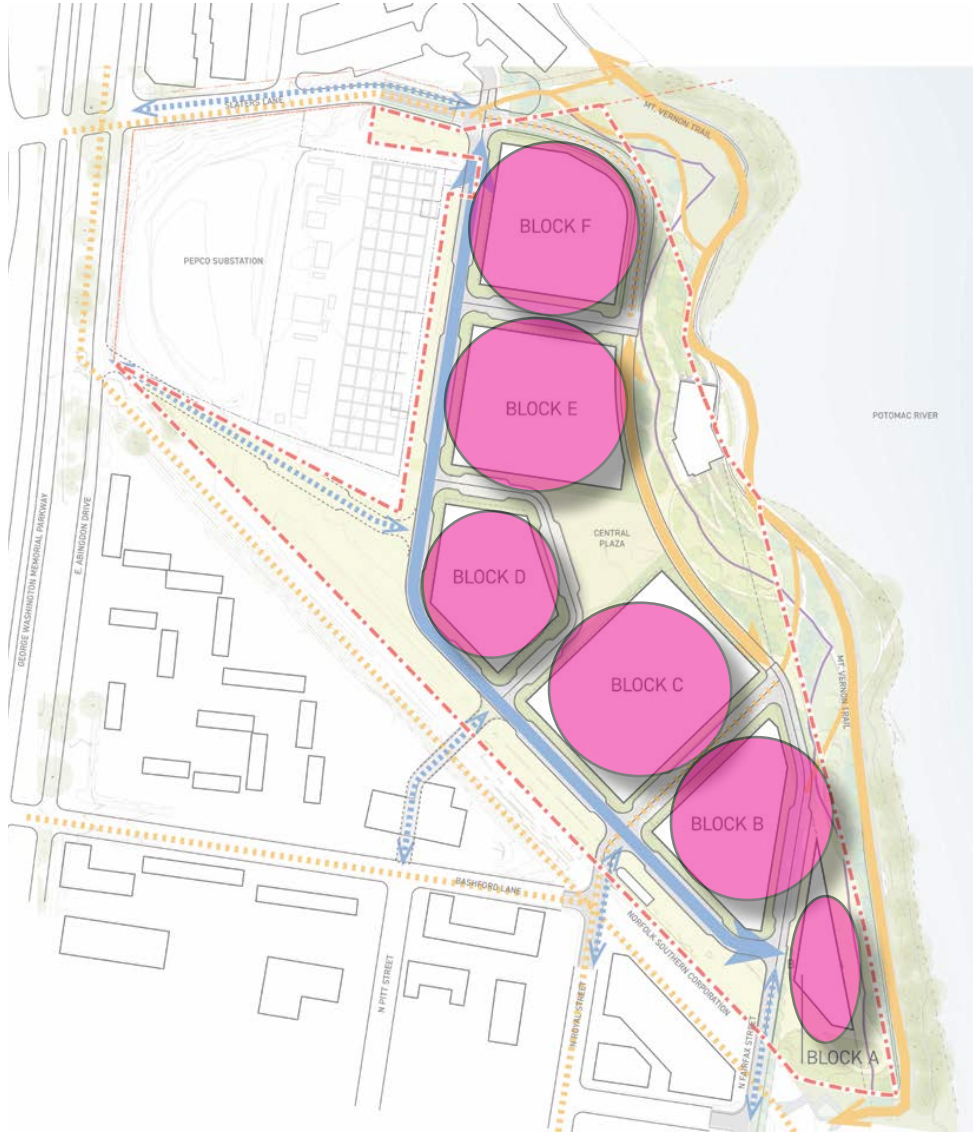 SLATERS LANE
MT. VERNON TRAIL
BLOCK F
PEPCO SUBSTATION
BLOCK E
POTOMAC RIVER
GEORGE WASHINGTON MEMORIAL PARKWAY
E. ABINGDON DRIVE
CENTRAL
PLAZA
BLOCK D
BLOCK C
MT. VERNON TRAIL
BLOCK B
BASHFORD LANE
NORFOLK SOUTHERN CORPORATION
N PITT STREET
N ROYAL STREET
N FAIRFAX STREET
B
BLOCK A